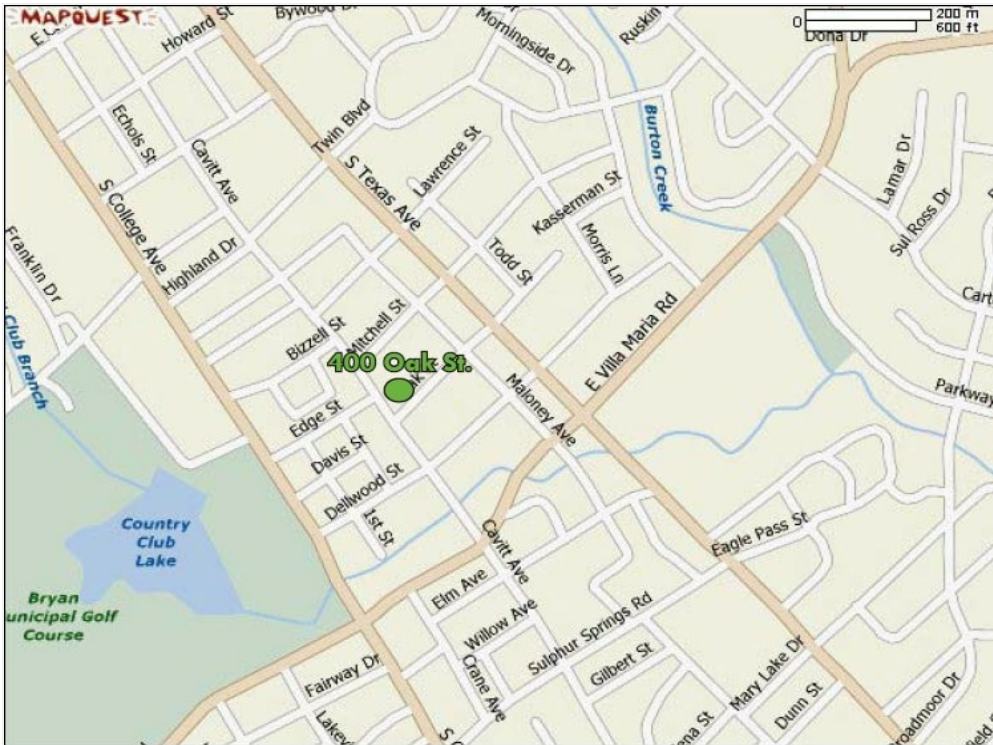 MAPQUEST
Howard St
Bywood Dr
Morningside Dr
Ruskin
0
200 m
600 ft
Dona Dr
Echols St
Cavitt Ave
Twin Blvd
S Texas Ave
Lawrence St
Burton Creek
Lamar Dr
Sul Ross Dr
S College Ave
Highland Dr
Kasserman St
Morris Ln
Todd St
Franklin Dr
Club Branch
Bizzell St
Mitchell St
E Villa Maria Rd
400 Oak St.
Parkway
Maloney Ave
Edge St
Davis St
Dellwood St
1st St
Country
Club
Lake
Cavitt Ave
Eagle Pass St
Bryan
unicipal Golf
Course
Elm Ave
Willow Ave
Sulphur Springs Rd
Gilbert St
Fairway Dr
Crane Ave
Mary Lake Dr
Dunn St
roadmoor Dr
ena St